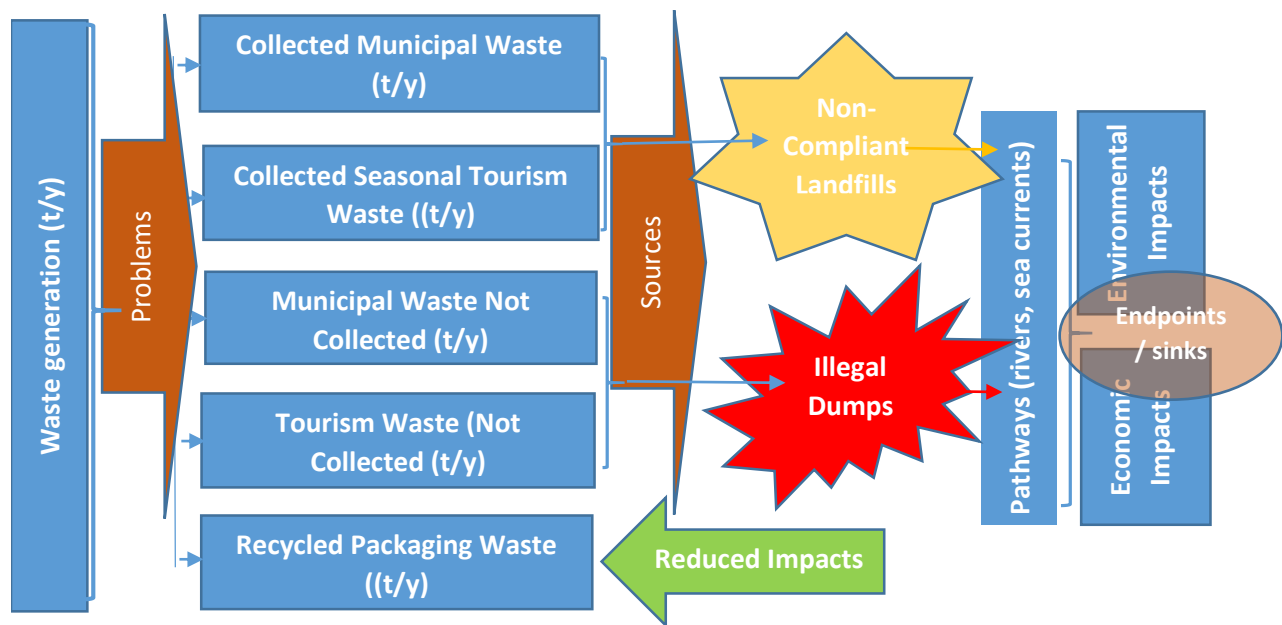 Waste generation (t/y)
Problems
Collected Municipal Waste
(t/y)
Collected Seasonal Tourism
Waste ((t/y)
Municipal Waste Not
Collected (t/y)
Tourism Waste (Not
Collected (t/y)
Recycled Packaging Waste
((t/y)
Sources
Non-
Compliant
Landfills
Illegal
Dumps
Reduced Impacts
Pathways (rivers, sea currents)
Environmental
Impacts
Endpoints
/ sinks
Economic
Impacts